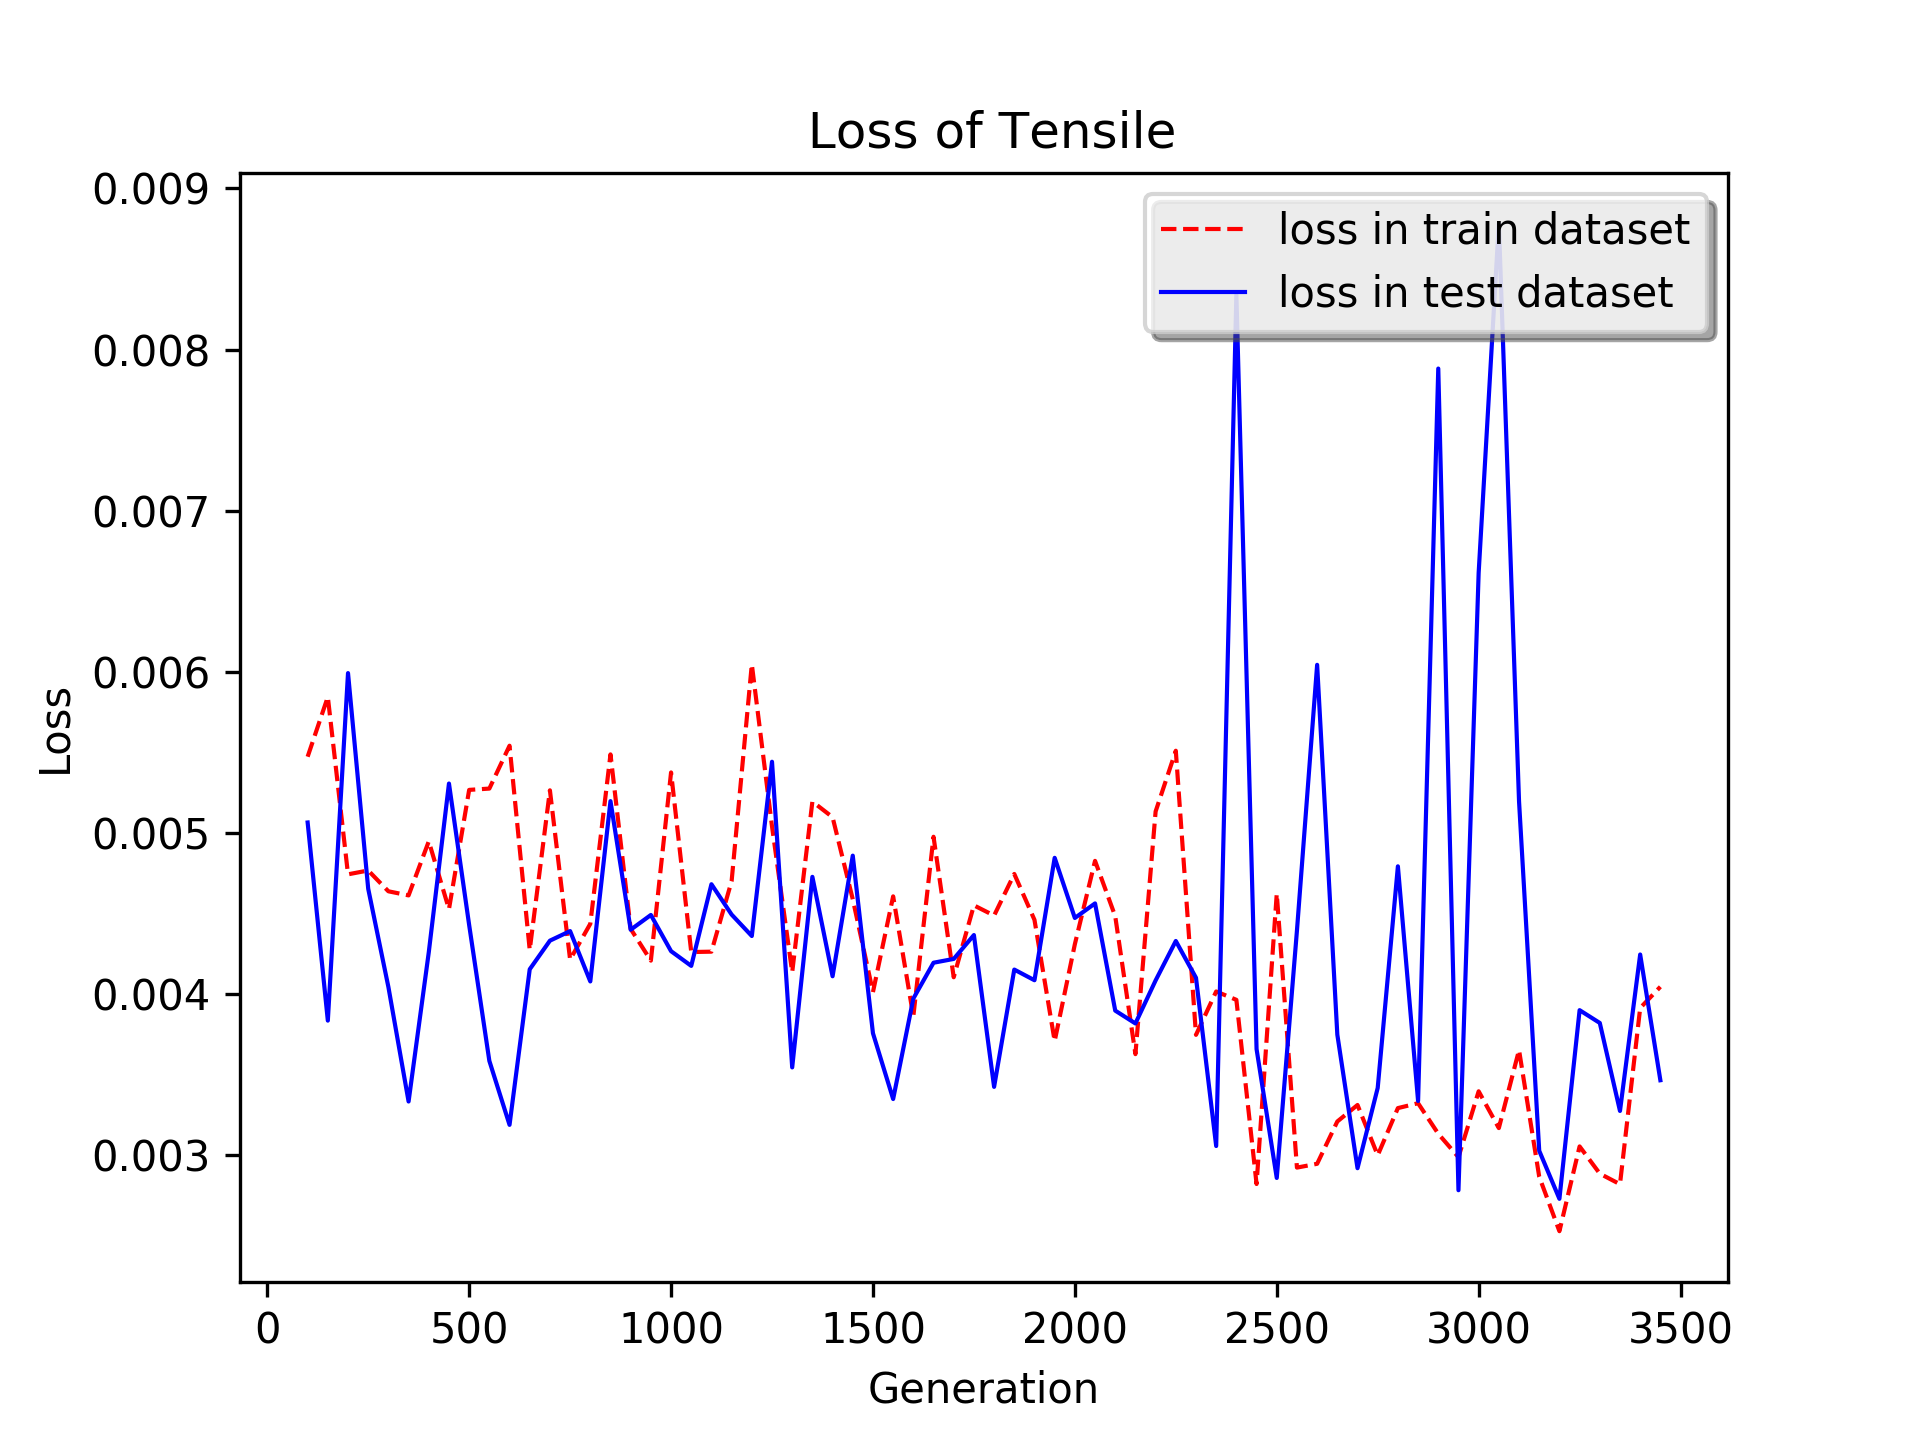 Loss of Tensile
loss in train dataset
loss in test dataset
0.009
0.008
0.007
0.006
0.005
0.004
0.003
Loss
0 500 1000 1500 2000 2500 3000 3500
Generation